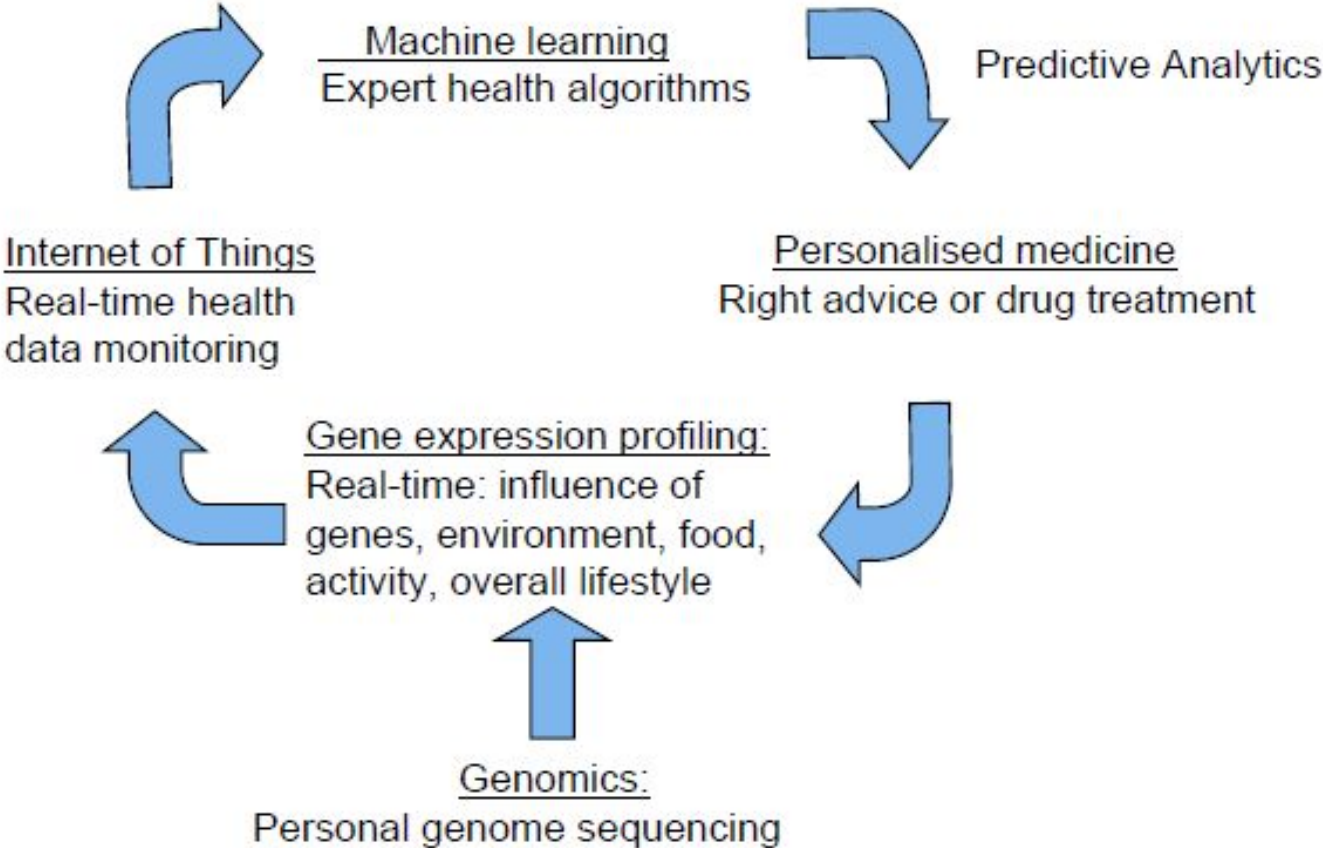 Machine learning
Expert health algorithms
Predictive Analytics
Internet of Things
Real-time health
data monitoring
Personalised medicine
Right advice or drug treatment
Gene expression profiling:
Real-time: influence of
genes, environment, food,
activity, overall lifestyle
Genomics:
Personal genome sequencing